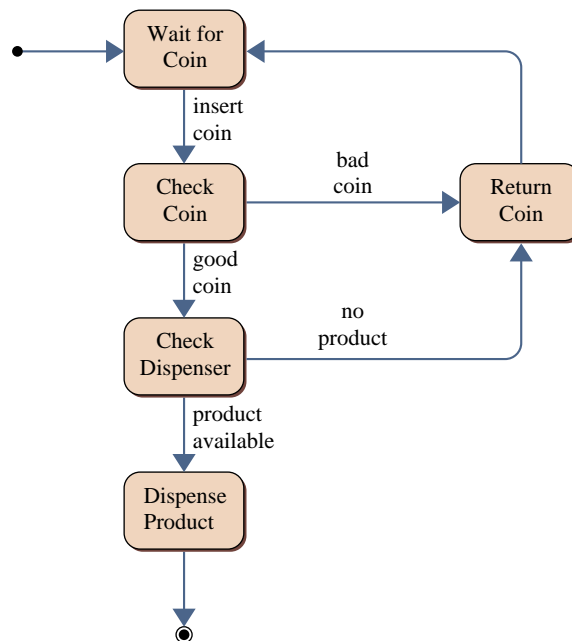 Wait for
Coin
insert
coin
Check
Coin
bad
coin
Return
Coin
good
coin
Check
Dispenser
no
product
product
available
Dispense
Product